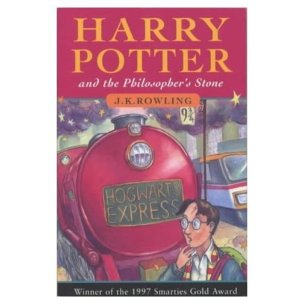 HARRY
POTTER
and the Philosopher's Stone
J.K.ROWLING
9¾
HOGWARTS
EXPRESS
Winner of the 1997 Smarties Gold Award